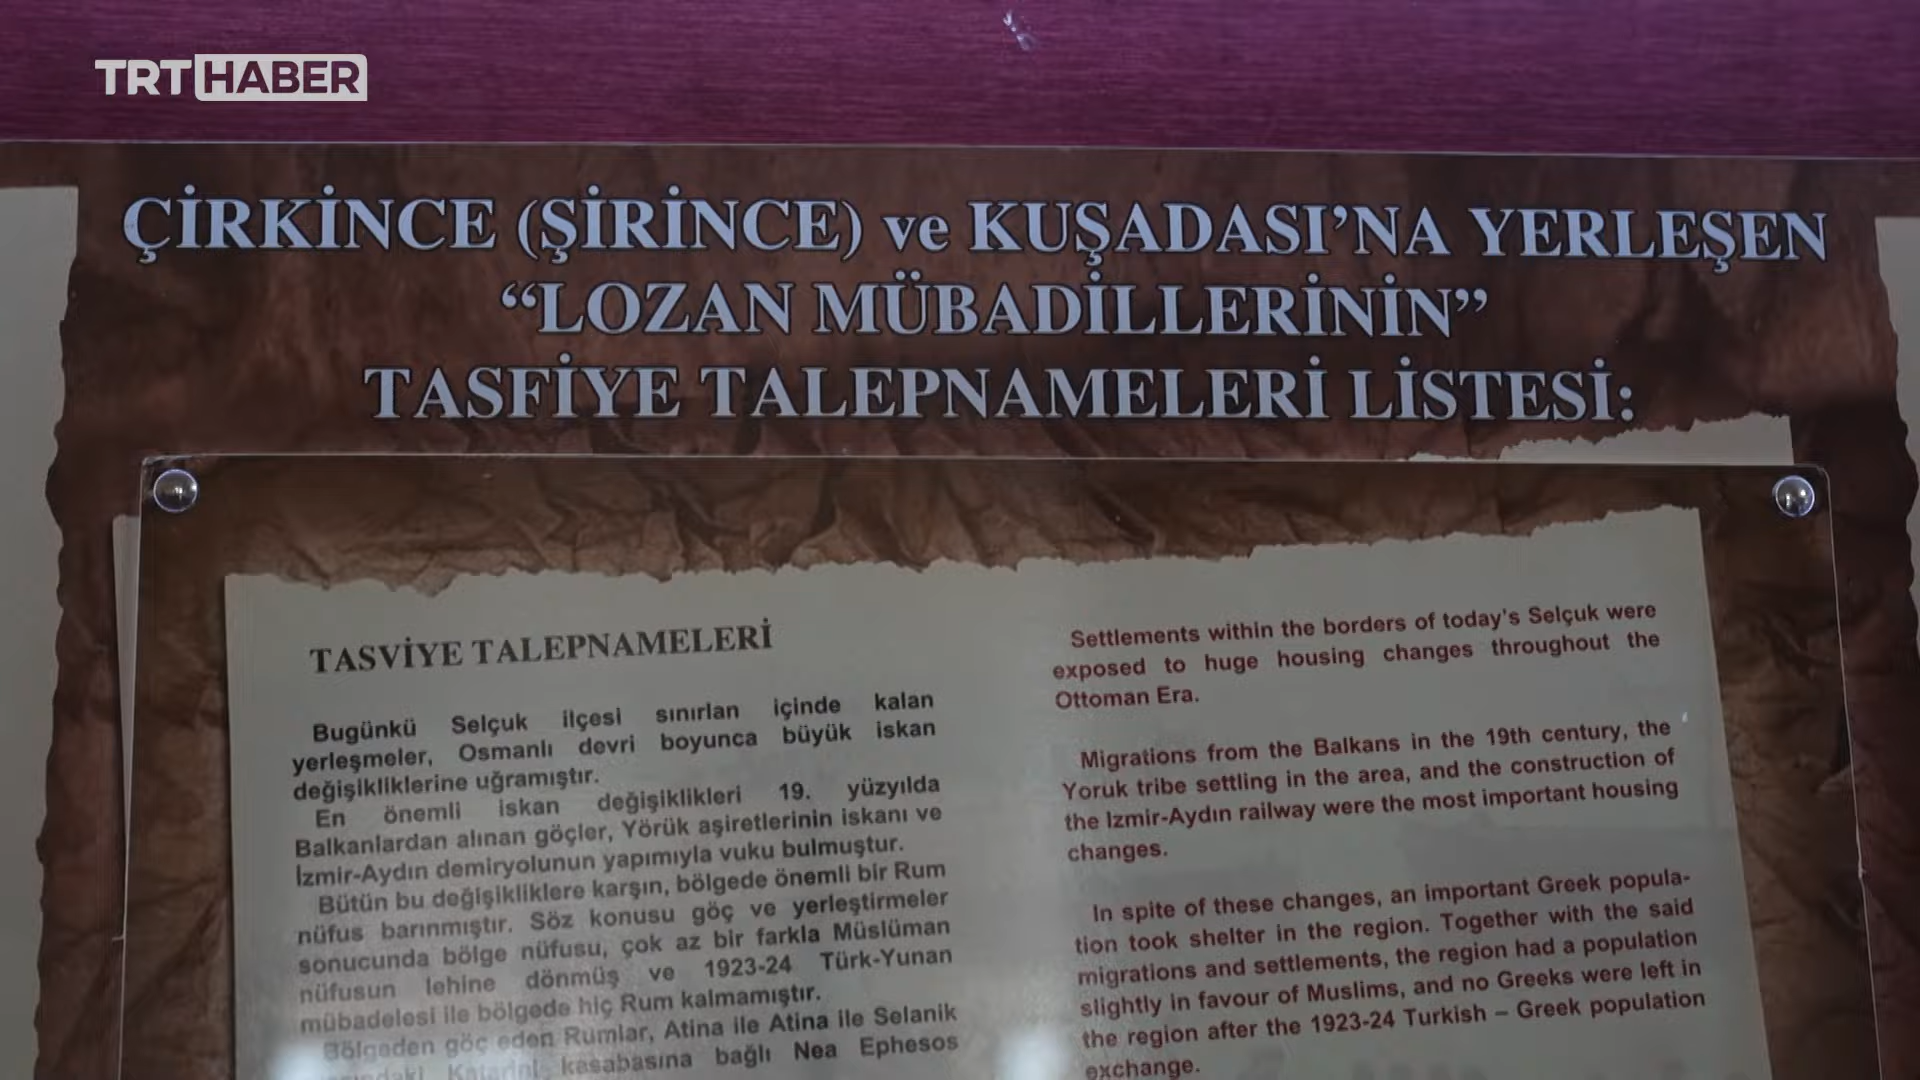 TRT HABER
ÇİRKİNCE (ŞİRİNCE) ve KUŞADASI’NA YERLEŞEN
“LOZAN MÜBADİLLERİNİN”
TASFİYE TALEPNAMELERİ LİSTESİ:
TASVİYE TALEPNAMELERİ
Bugünkü Selçuk ilçesi sınırlan içinde kalan
yerleşmeler, Osmanlı devri boyunca büyük iskan
değişikliklerine uğramıştır.
En önemli iskan değişiklikleri 19. yüzyılda
Balkanlardan alınan göçler, Yörük aşiretlerinin iskanı ve
İzmir-Aydın demiryolunun yapımıyla vuku bulmuştur.
Bütün bu değişikliklere karşın, bölgede önemli bir Rum
nüfus barınmıştır. Söz konusu göç ve yerleştirmeler
sonucunda bölge nüfusu, çok az bir farkla Müslüman
nüfusun lehine dönmüş ve 1923-24 Türk-Yunan
mübadelesi ile bölgede hiç Rum kalmamıştır.
Bölgeden göç eden Rumlar, Atina ile Atina ile Selanik
Katarini kasabasına bağlı Nea Ephesos
Settlements within the borders of today’s Selçuk were
exposed to huge housing changes throughout the
Ottoman Era.
Migrations from the Balkans in the 19th century, the
Yoruk tribe settling in the area, and the construction of
the Izmir-Aydın railway were the most important housing
changes.
In spite of these changes, an important Greek popula-
tion took shelter in the region. Together with the said
migrations and settlements, the region had a population
slightly in favour of Muslims, and no Greeks were left in
the region after the 1923-24 Turkish – Greek population
exchange.